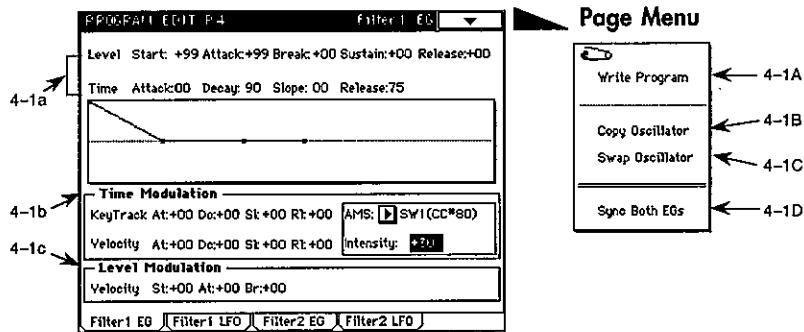 PROGRAM EDIT P4 Filter1 EG
Page Menu
Level Start: +99 Attack:+99 Break:+00 Sustain:+00 Release:+00
Time Attack:00 Decay: 90 Slope: 00 Release:75
4-1a
Time Modulation
4-1b
KeyTrack At:+00 Dc:+00 Sl:+00 Rl:+00
AMS: SW1(CC#80)
Velocity At:+00 Dc:+00 Sl:+00 Rl:+00
Intensity:
4-1c
Level Modulation
Velocity St:+00 At:+00 Br:+00
Filter1 EG Filter1 LFO Filter2 EG Filter2 LFO
Write Program
4-1A
Copy Oscillator
4-1B
Swap Oscillator
4-1C
Sync Both EGs
4-1D